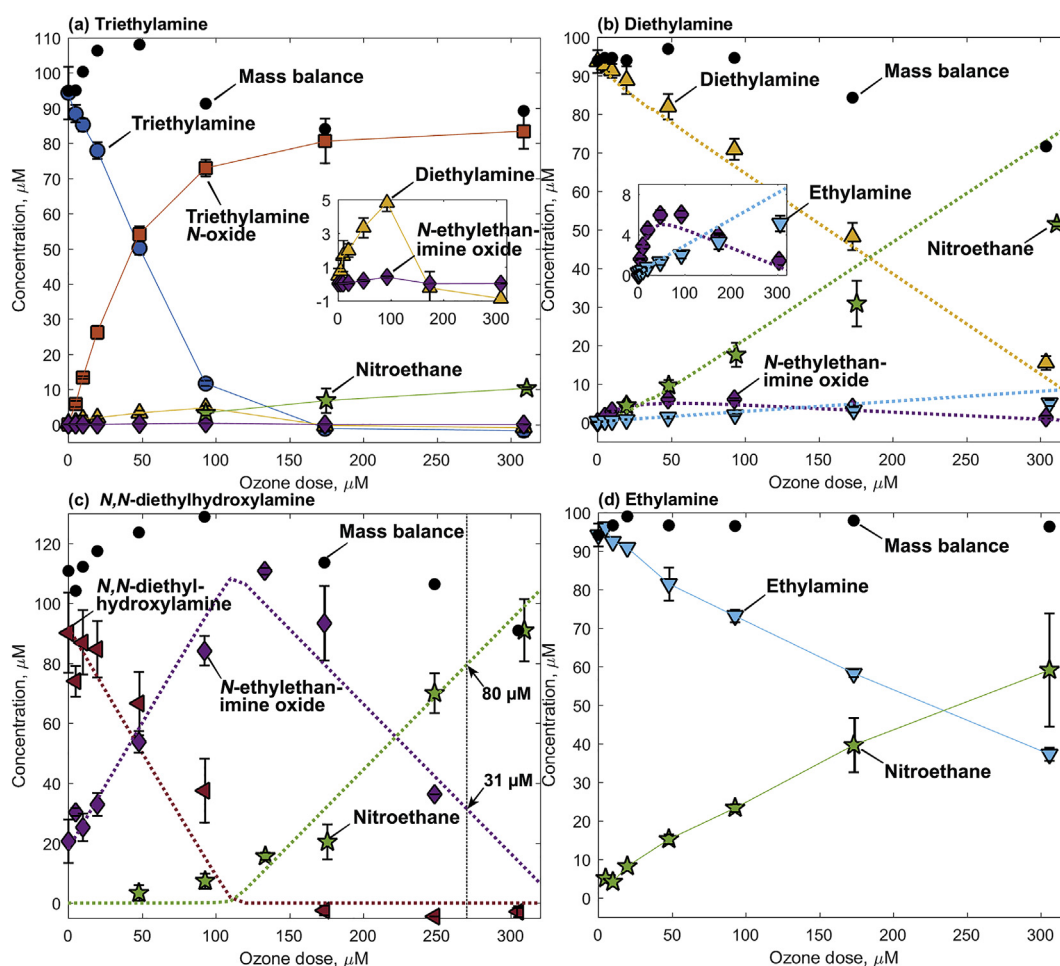 (a) Triethylamine
110
100
90
80
70
60
50
40
30
20
10
0
Concentration, µM
Mass balance
Triethylamine
Triethylamine
N-oxide
Diethylamine
N-ethylethan-
imine oxide
Nitroethane
5
3
1
-1
0 100 200 300
0 50 100 150 200 250 300
Ozone dose, µM
(b) Diethylamine
100
90
80
70
60
50
40
30
20
10
0
Concentration, µM
Mass balance
Diethylamine
Ethylamine
Nitroethane
N-ethylethan-
imine oxide
8
4
0
0 100 200 300
0 50 100 150 200 250 300
Ozone dose, µM
(c) N,N-diethylhydroxylamine
120
100
80
60
40
20
0
Concentration, µM
Mass balance
N,N-diethyl-
hydroxylamine
N-ethylethan-
imine oxide
80 µM
31 µM
Nitroethane
0 50 100 150 200 250 300
Ozone dose, µM
(d) Ethylamine
100
90
80
70
60
50
40
30
20
10
0
Concentration, µM
Mass balance
Ethylamine
Nitroethane
0 50 100 150 200 250 300
Ozone dose, µM